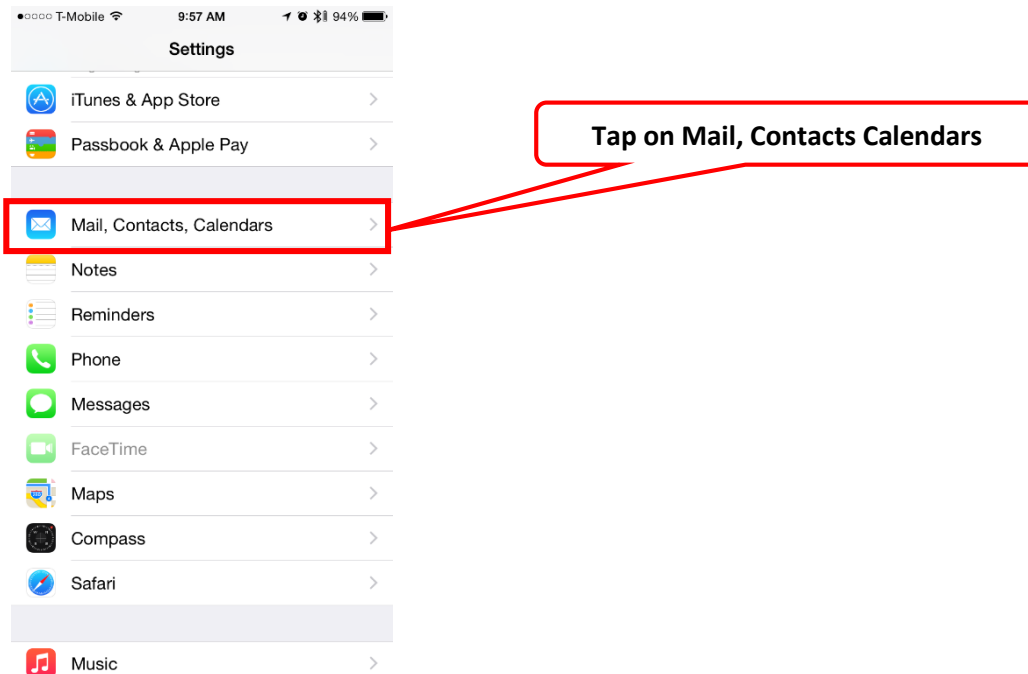 T-Mobile 9:57 AM 94%
Settings
iTunes & App Store
Passbook & Apple Pay
Tap on Mail, Contacts Calendars
Mail, Contacts, Calendars
Notes
Reminders
Phone
Messages
FaceTime
Maps
Compass
Safari
Music